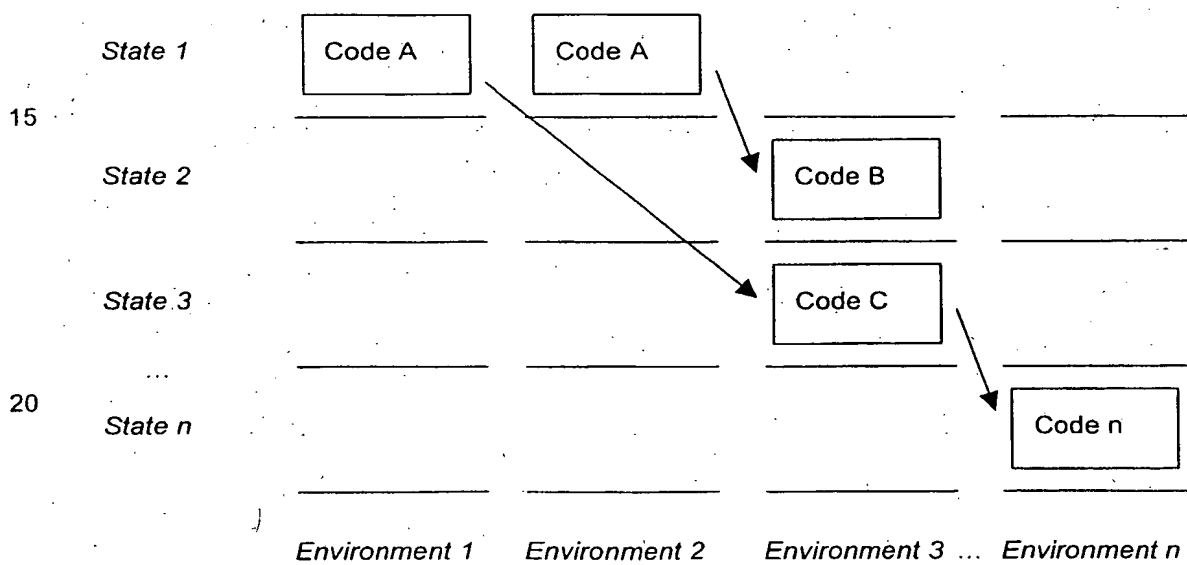 State 1 Code A Code A
15
State 2 Code B
State 3 Code C
...
20
State n Code n
Environment 1 Environment 2 Environment 3 ... Environment n